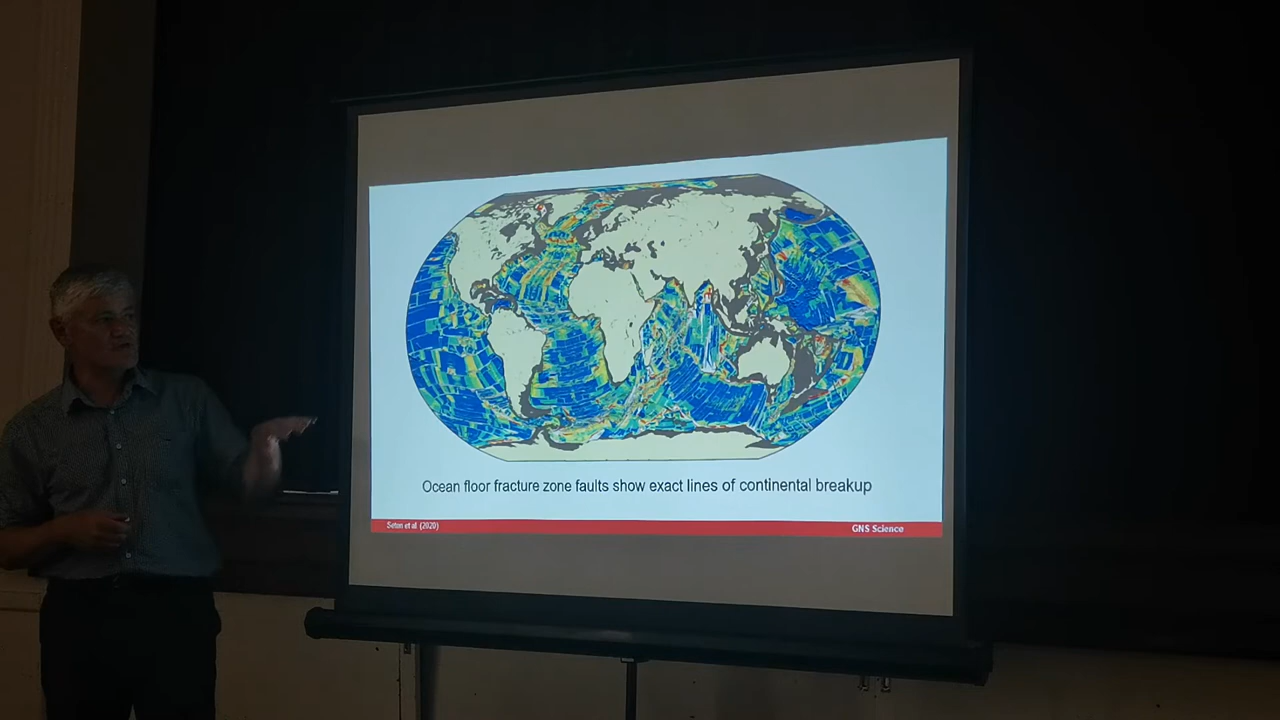 Ocean floor fracture zone faults show exact lines of continental breakup
Seton et al (2020)
GNS Science